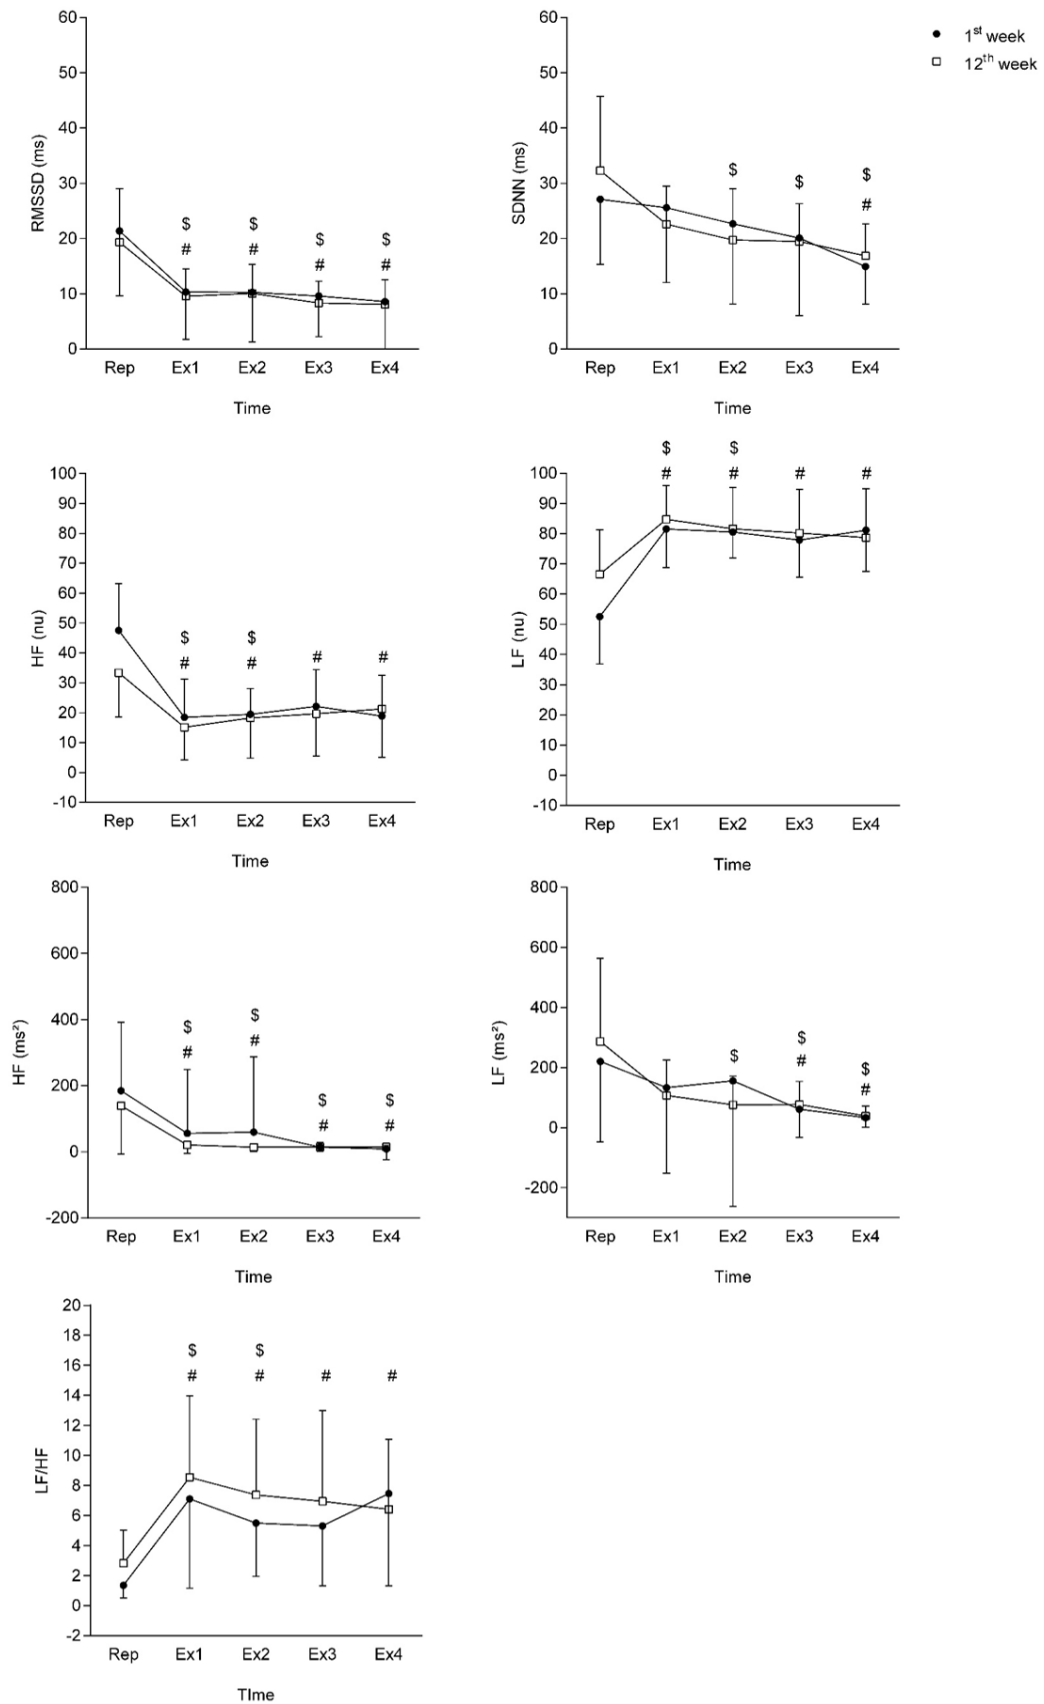 1st week
12th week
RMSSD (ms)
60
50
40
30
20
10
0
$ $ $ $
# # # #
Rep Ex1 Ex2 Ex3 Ex4
Time
SDNN (ms)
60
50
40
30
20
10
0
$ $ $
#
Rep Ex1 Ex2 Ex3 Ex4
Time
HF (nu)
100
90
80
70
60
50
40
30
20
10
0
-10
$ $
# # # #
Rep Ex1 Ex2 Ex3 Ex4
Time
LF (nu)
100
90
80
70
60
50
40
30
20
10
0
-10
$ $
# # # #
Rep Ex1 Ex2 Ex3 Ex4
Time
HF (ms²)
800
600
400
200
0
-200
$ $ $ $
# # # #
Rep Ex1 Ex2 Ex3 Ex4
Time
LF (ms²)
800
600
400
200
0
-200
$ $ $
# #
Rep Ex1 Ex2 Ex3 Ex4
Time
LF/HF
20
18
16
14
12
10
8
6
4
2
0
-2
$ $
# # # #
Rep Ex1 Ex2 Ex3 Ex4
TIme